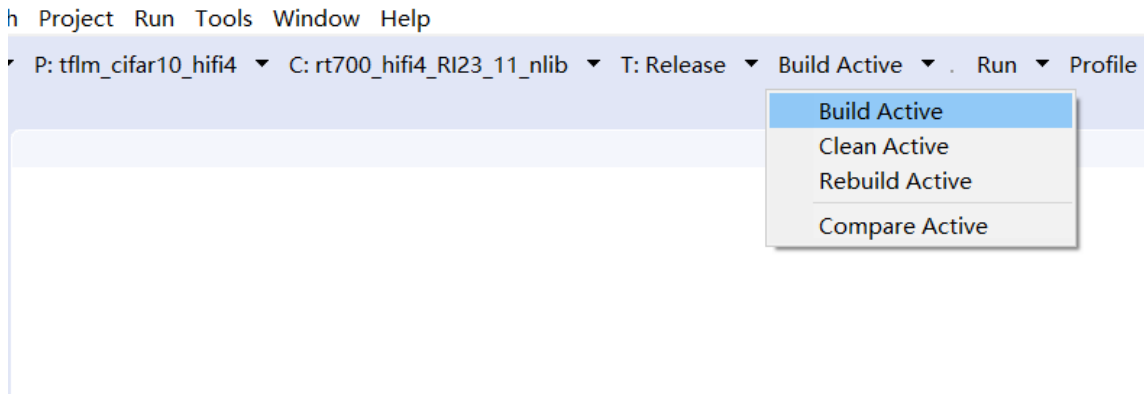 h Project Run Tools Window Help
P: tflm_cifar10_hifi4 C: rt700_hifi4_RI23_11_nlib T: Release Build Active . Run Profile
Build Active
Clean Active
Rebuild Active
Compare Active